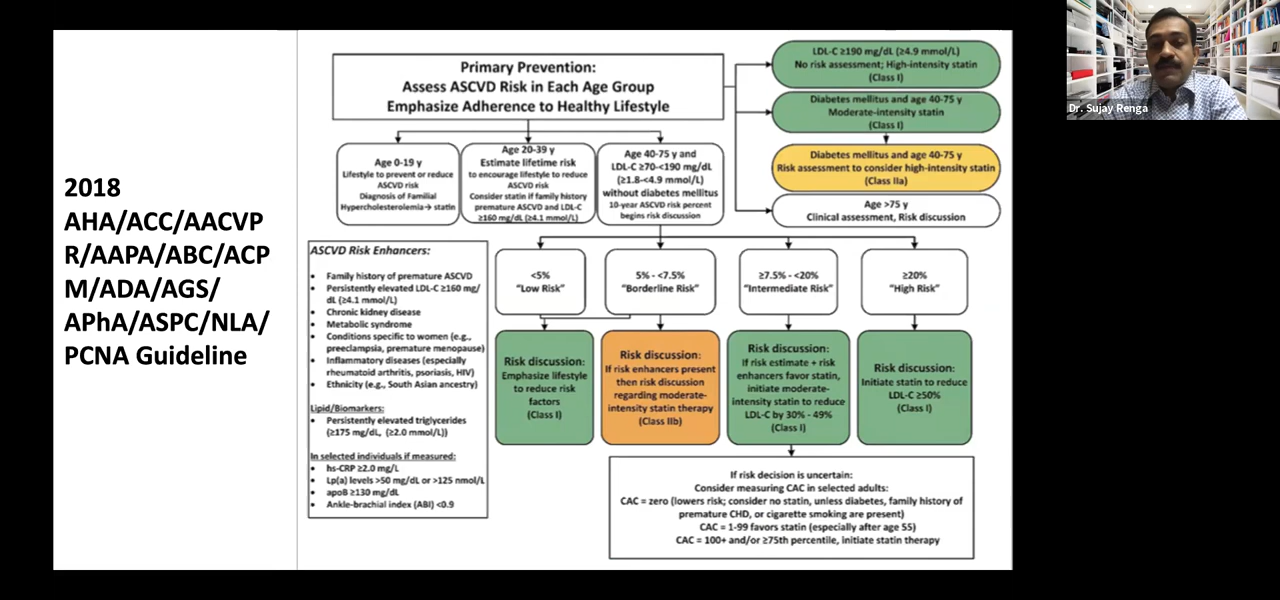 2018
AHA/ACC/AACVP
R/AAPA/ABC/ACP
M/ADA/AGS/
APhA/ASPC/NLA/
PCNA Guideline
Primary Prevention:
Assess ASCVD Risk in Each Age Group
Emphasize Adherence to Healthy Lifestyle
LDL-C ≥190 mg/dL (≥4.9 mmol/L)
No risk assessment; High-intensity statin
(Class I)
Diabetes mellitus and age 40-75 y
Moderate-intensity statin
(Class I)
Diabetes mellitus and age 40-75 y
Risk assessment to consider high-intensity statin
(Class IIa)
Age >75 y
Clinical assessment, Risk discussion
Age 0-19 y
Lifestyle to prevent or reduce
ASCVD risk
Diagnosis of Familial
Hypercholesterolemia→ statin
Age 20-39 y
Estimate lifetime risk
to encourage lifestyle to reduce
ASCVD risk
Consider statin if family history
premature ASCVD and LDL-C
≥160 mg/dL (≥4.1 mmol/L)
Age 40-75 y and
LDL-C ≥70-<190 mg/dL
(≥1.8-<4.9 mmol/L)
without diabetes mellitus
10-year ASCVD risk percent
begins risk discussion
ASCVD Risk Enhancers:
• Family history of premature ASCVD
• Persistently elevated LDL-C ≥160 mg/
dL (≥4.1 mmol/L)
• Chronic kidney disease
• Metabolic syndrome
• Conditions specific to women (e.g.,
preeclampsia, premature menopause)
• Inflammatory diseases (especially
rheumatoid arthritis, psoriasis, HIV)
• Ethnicity (e.g., South Asian ancestry)
Lipid/Biomarkers:
• Persistently elevated triglycerides
(≥175 mg/dL, (≥2.0 mmol/L))
In selected individuals if measured:
• hs-CRP ≥2.0 mg/L
• Lp(a) levels >50 mg/dL or >125 nmol/L
• apoB ≥130 mg/dL
• Ankle-brachial index (ABI) <0.9
<5%
"Low Risk"
5% - <7.5%
"Borderline Risk"
≥7.5% - <20%
"Intermediate Risk"
≥20%
"High Risk"
Risk discussion:
Emphasize lifestyle
to reduce risk
factors
(Class I)
Risk discussion:
If risk enhancers present
then risk discussion
regarding moderate-
intensity statin therapy
(Class IIb)
Risk discussion:
If risk estimate + risk
enhancers favor statin,
initiate moderate-
intensity statin to reduce
LDL-C by 30% - 49%
(Class I)
Risk discussion:
Initiate statin to reduce
LDL-C ≥50%
(Class I)
If risk decision is uncertain:
Consider measuring CAC in selected adults:
CAC = zero (lowers risk; consider no statin, unless diabetes, family history of
premature CHD, or cigarette smoking are present)
CAC = 1-99 favors statin (especially after age 55)
CAC = 100+ and/or ≥75th percentile, initiate statin therapy
Dr. Sujay Renga